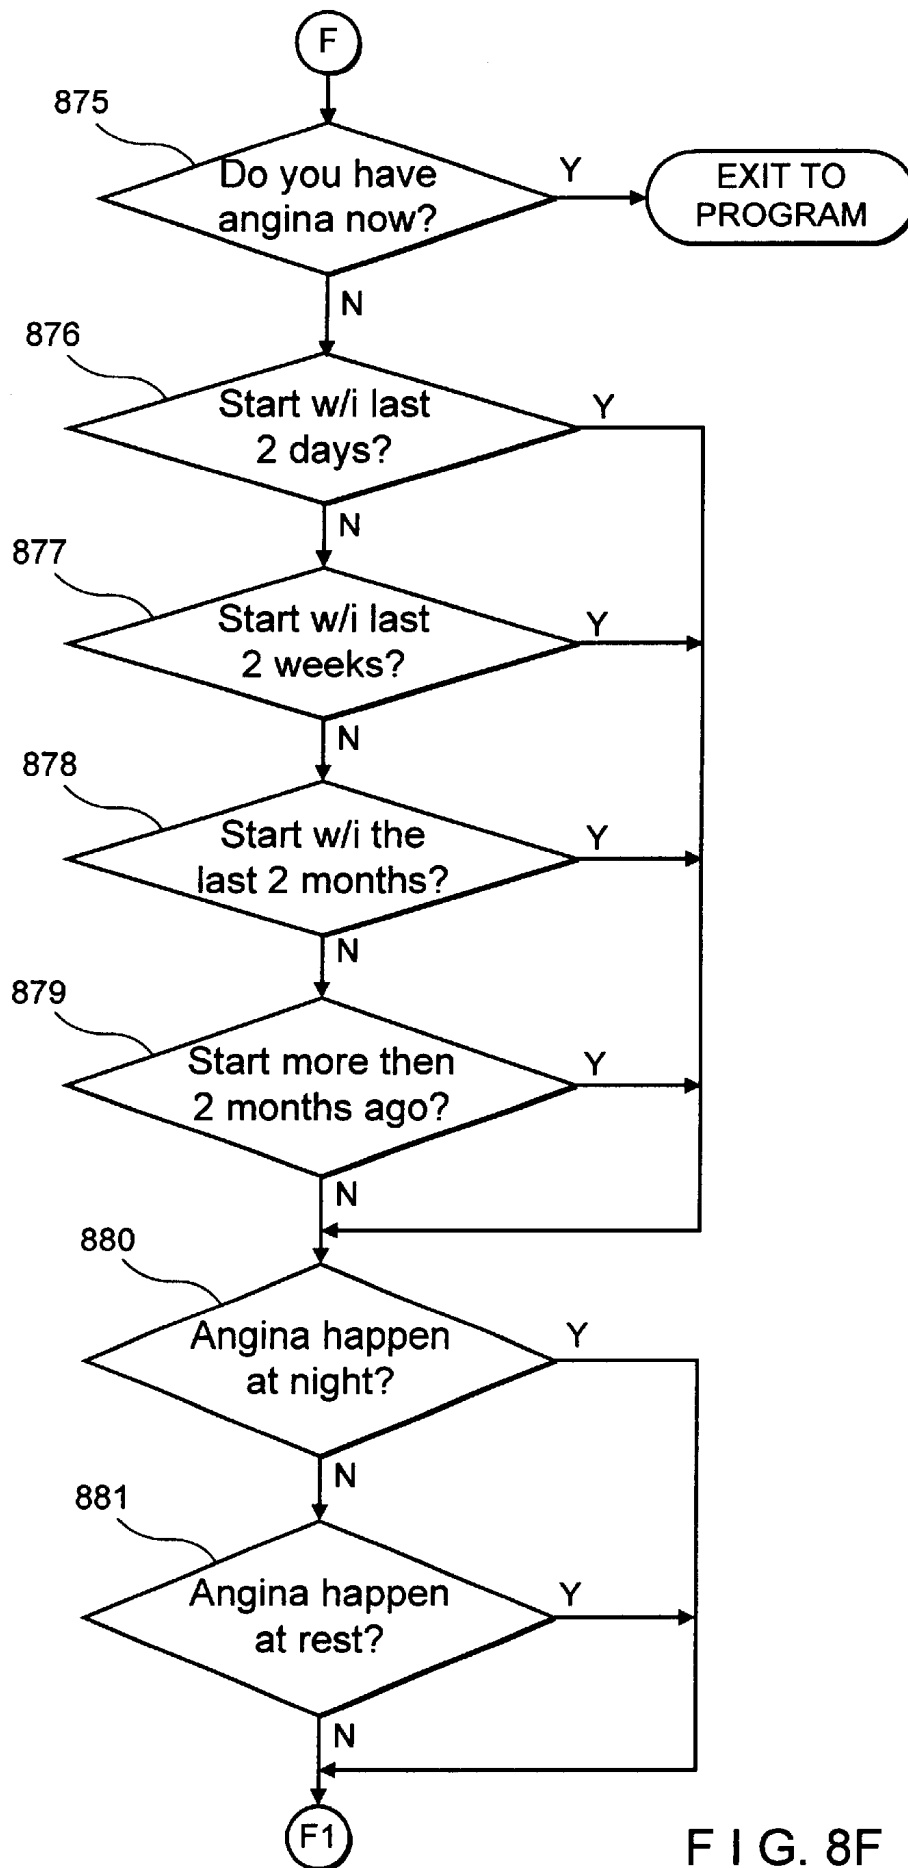 F
875
Do you have
angina now?
Y
EXIT TO
PROGRAM
N
876
Start w/i last
2 days?
Y
N
877
Start w/i last
2 weeks?
Y
N
878
Start w/i the
last 2 months?
Y
N
879
Start more then
2 months ago?
Y
N
880
Angina happen
at night?
Y
N
881
Angina happen
at rest?
Y
N
F1
FIG. 8F